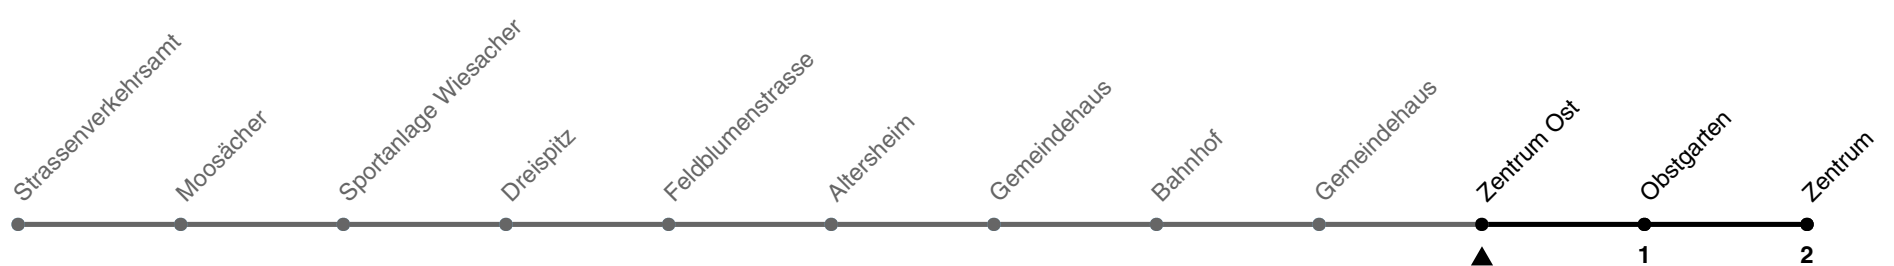 Strassenverkehrsamt
Moosächer
Sportanlage Wiesacher
Dreispitz
Feldblumenstrasse
Altersheim
Gemeindehaus
Bahnhof
Gemeindehaus
Zentrum Ost
Obstgarten
Zentrum
1
2